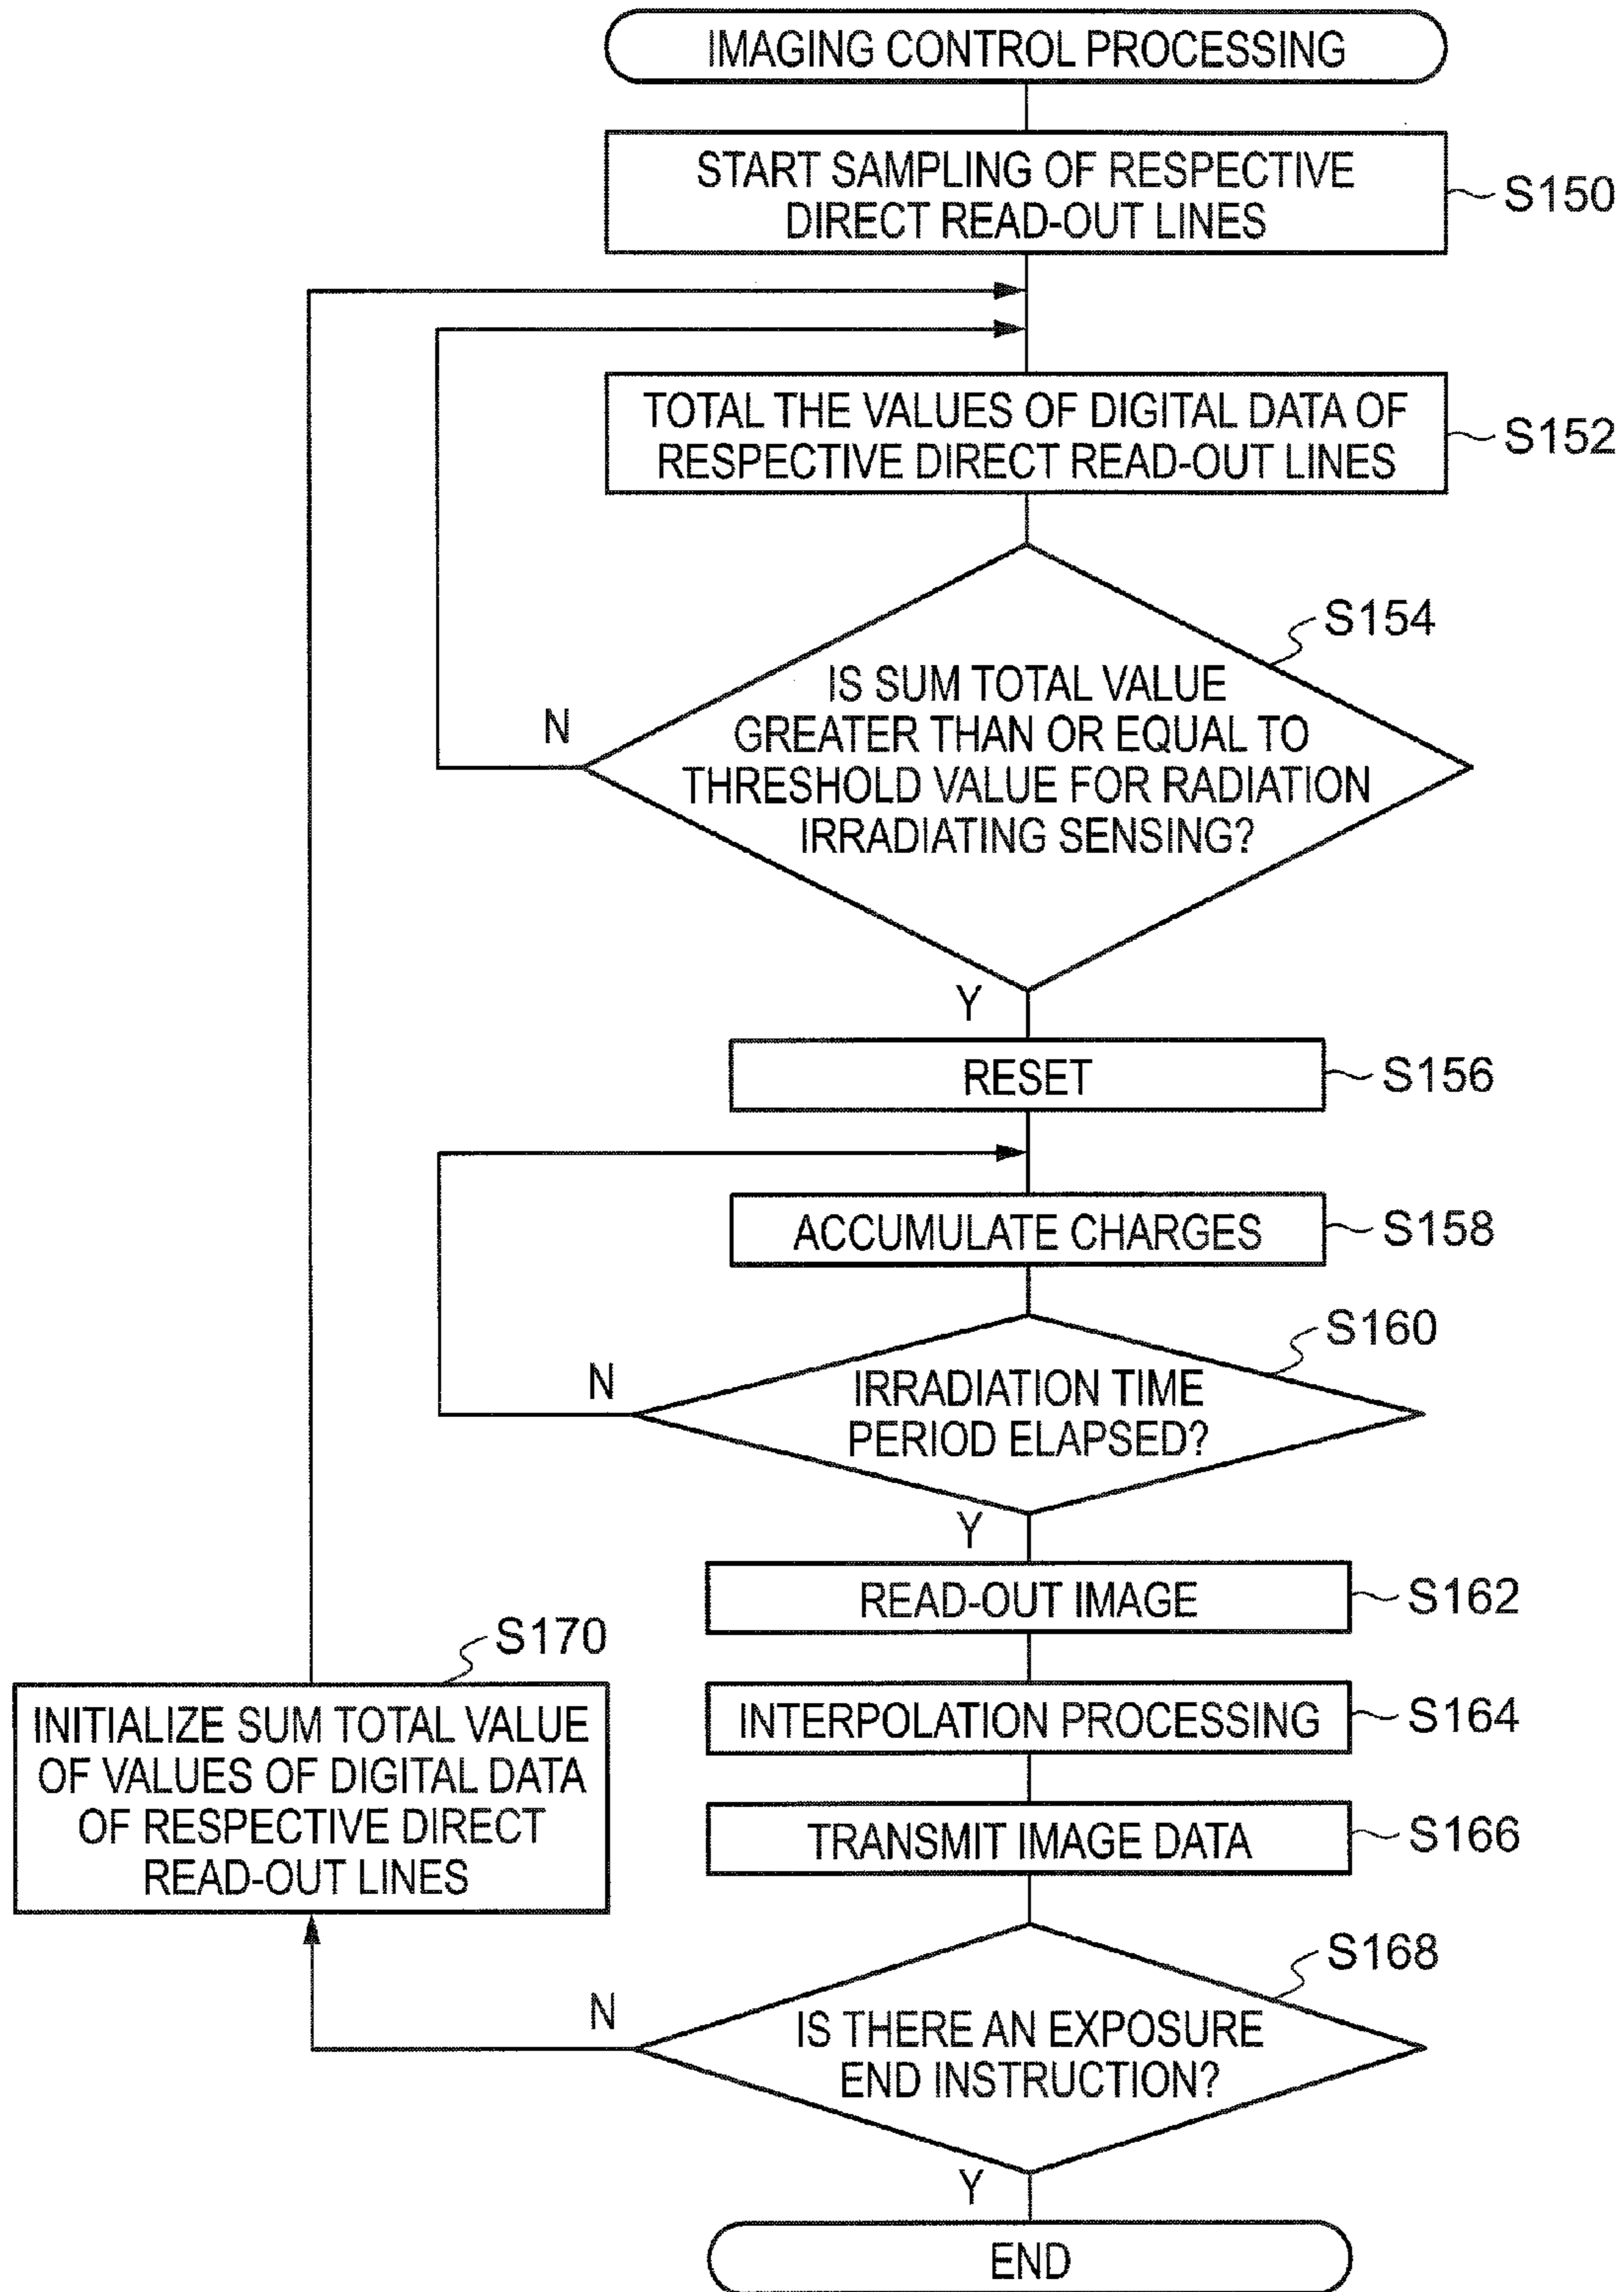 IMAGING CONTROL PROCESSING
START SAMPLING OF RESPECTIVE
DIRECT READ-OUT LINES
S150
TOTAL THE VALUES OF DIGITAL DATA OF
RESPECTIVE DIRECT READ-OUT LINES
S152
S154
IS SUM TOTAL VALUE
GREATER THAN OR EQUAL TO
THRESHOLD VALUE FOR RADIATION
IRRADIATING SENSING?
N
Y
RESET
S156
ACCUMULATE CHARGES
S158
S160
IRRADIATION TIME
PERIOD ELAPSED?
N
Y
READ-OUT IMAGE
S162
INTERPOLATION PROCESSING
S164
TRANSMIT IMAGE DATA
S166
S168
IS THERE AN EXPOSURE
END INSTRUCTION?
N
S170
INITIALIZE SUM TOTAL VALUE
OF VALUES OF DIGITAL DATA
OF RESPECTIVE DIRECT
READ-OUT LINES
Y
END